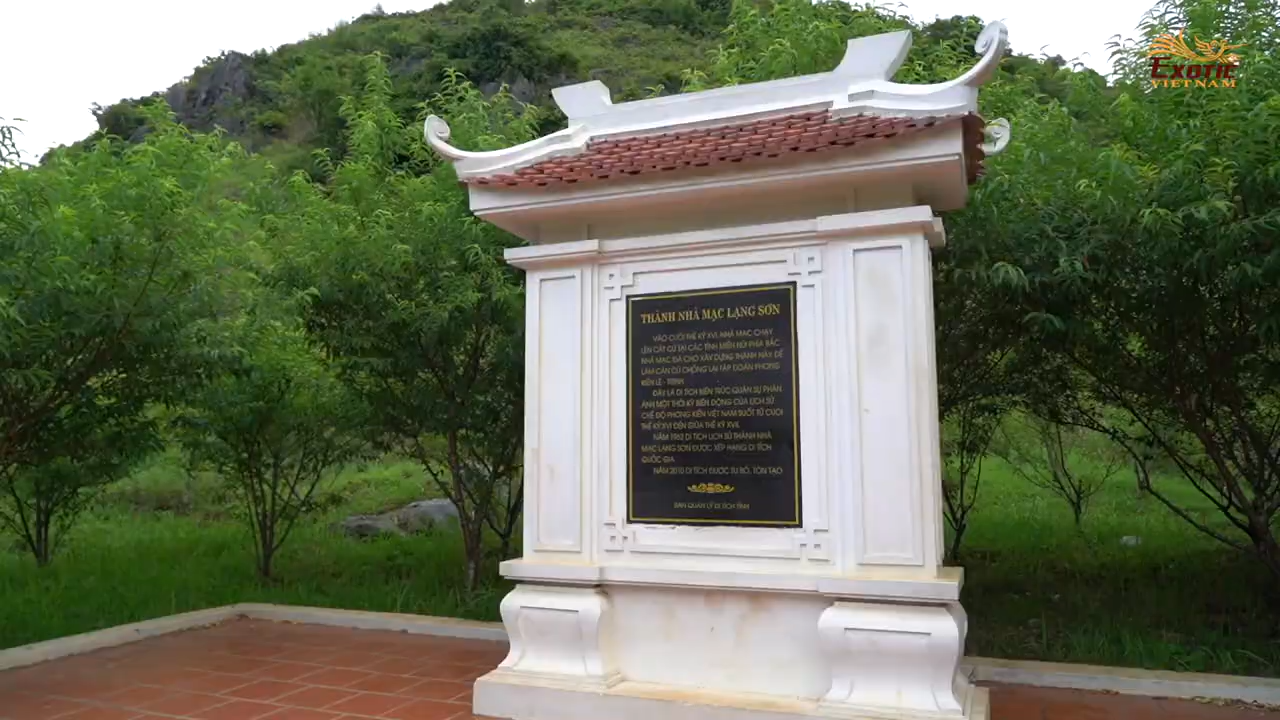 Exotic
VIETNAM
THÀNH NHÀ MẠC LẠNG SƠN
VÀO CUỐI THẾ KỶ XVI, NHÀ MẠC CHẠY
LÊN CÁT CỨ TẠI CÁC TỈNH MIỀN NÚI PHÍA BẮC
NHÀ MẠC ĐÃ CHO XÂY DỰNG THÀNH NÀY ĐỂ
LÀM CĂN CỨ CHỐNG LẠI TẬP ĐOÀN PHONG
KIẾN LÊ - TRỊNH
ĐÂY LÀ DI TÍCH KIẾN TRÚC QUÂN SỰ PHẢN
ÁNH MỘT THỜI KỲ BIẾN ĐỘNG CỦA LỊCH SỬ
CHẾ ĐỘ PHONG KIẾN VIỆT NAM SUỐT TỪ CUỐI
THẾ KỶ XVI ĐẾN GIỮA THẾ KỶ XVII.
NĂM 1962 DI TÍCH LỊCH SỬ THÀNH NHÀ
MẠC LẠNG SƠN ĐƯỢC XẾP HẠNG DI TÍCH
QUỐC GIA
NĂM 2010 DI TÍCH ĐƯỢC TU BỔ, TÔN TẠO
BAN QUẢN LÝ DI TÍCH TỈNH